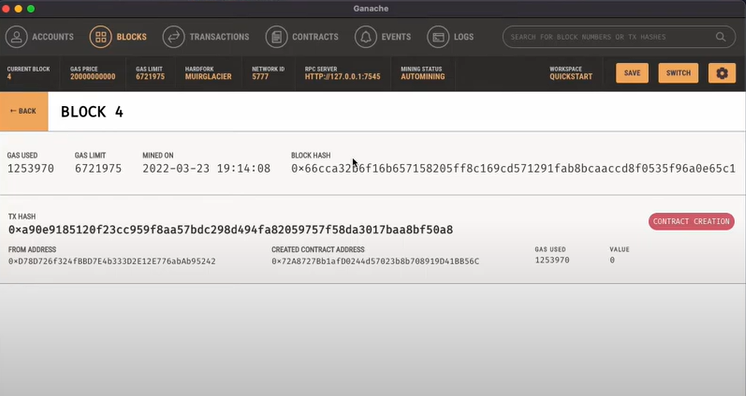 Ganache
ACCOUNTS BLOCKS TRANSACTIONS CONTRACTS EVENTS LOGS SEARCH FOR BLOCK NUMBERS OR TX HASHES
CURRENT BLOCK GAS PRICE GAS LIMIT HARDFORK NETWORK ID RPC SERVER MINING STATUS WORKSPACE
4 20000000000 6721975 MUIRGLACIER 5777 HTTP://127.0.0.1:7545 AUTOMINING QUICKSTART SAVE SWITCH
← BACK BLOCK 4
GAS USED GAS LIMIT MINED ON BLOCK HASH
1253970 6721975 2022-03-23 19:14:08 0×66cca32b6f16b657158205ff8c169cd571291fab8bcaaccd8f0535f96a0e65c1
TX HASH
0×a90e9185120f23cc959f8aa57bdc298d494fa82059757f58da3017baa8bf50a8 CONTRACT CREATION
FROM ADDRESS CREATED CONTRACT ADDRESS GAS USED VALUE
0×D78D726f324fBBD7E4b333D2E12E776abAb95242 0×72A8727Bb1afD0244d57023b8b708919D41BB56C 1253970 0